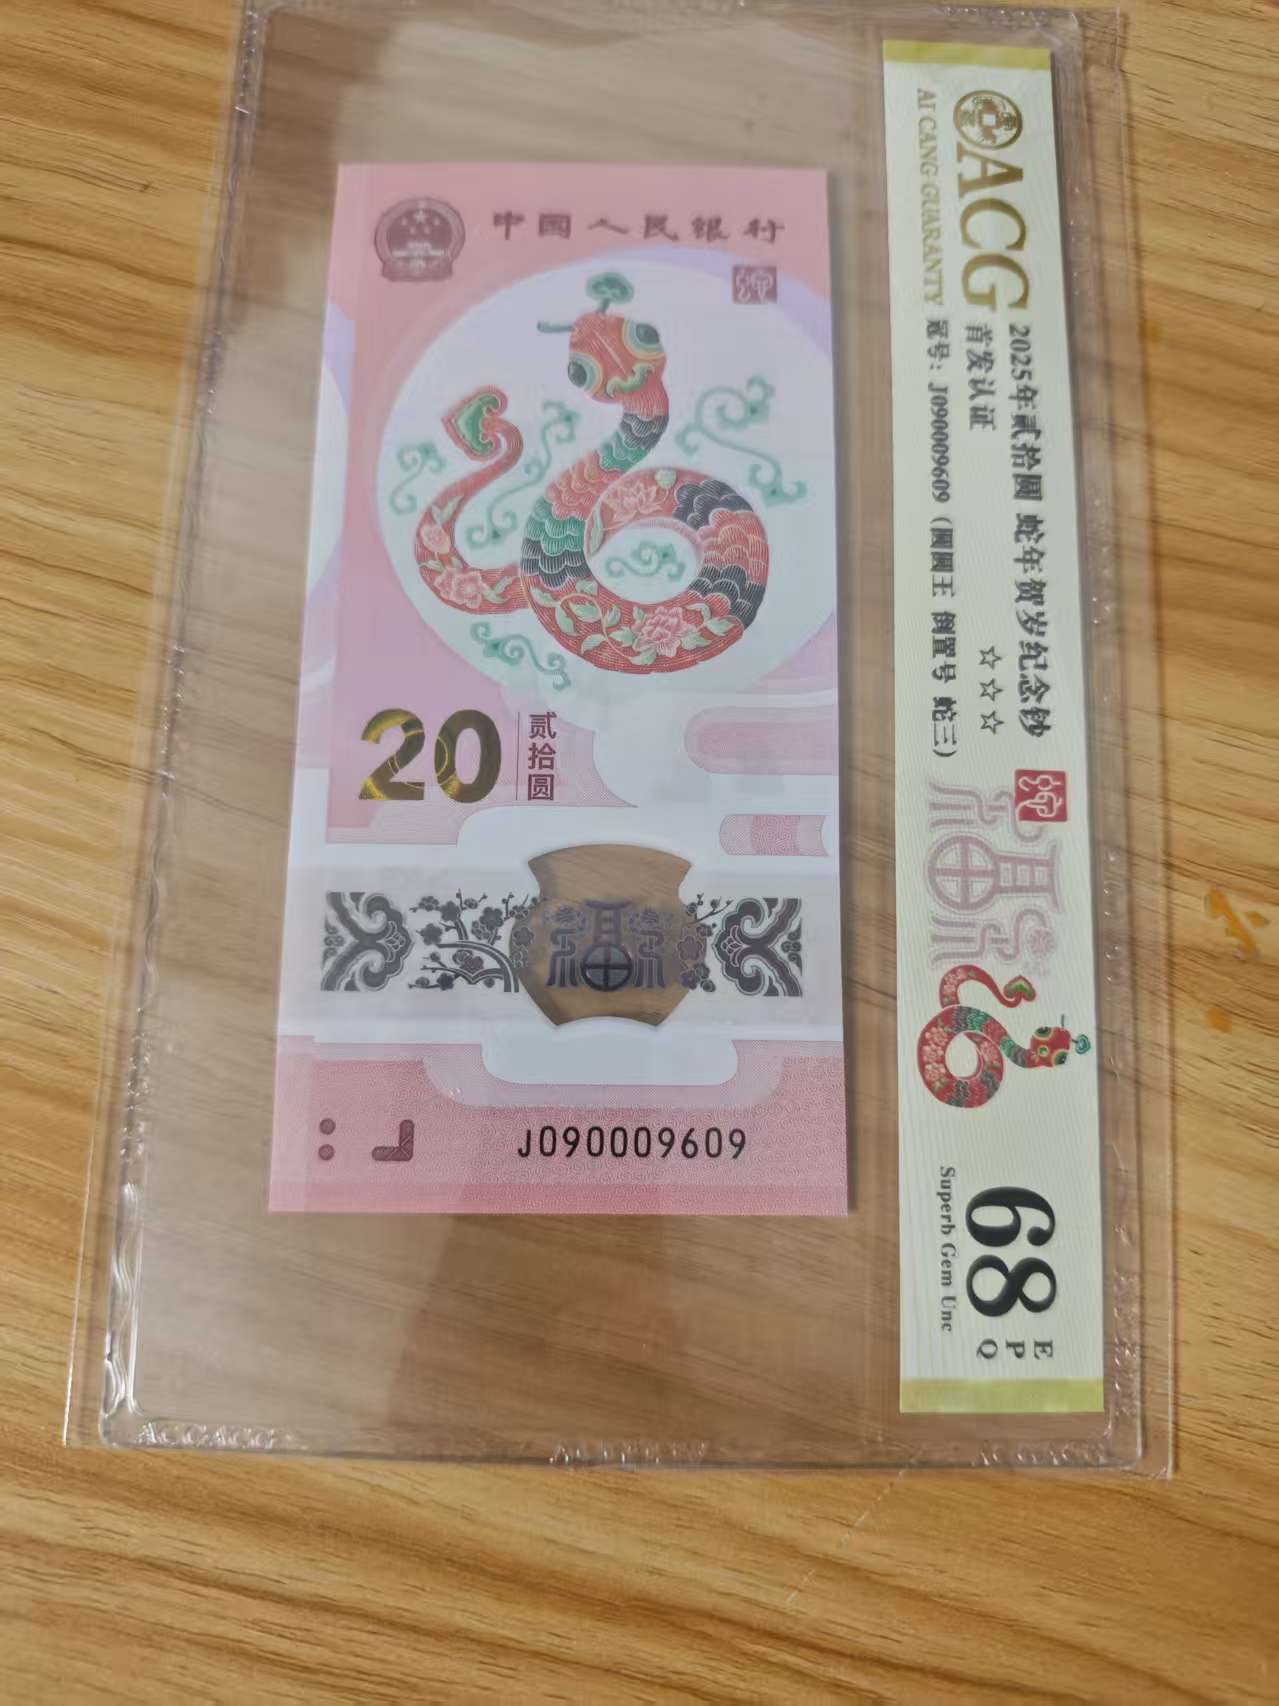 中国人民银行
20
贰拾圆
J090009609
ACG
AI CANG GUARANTY
2025年贰拾圆 蛇年贺岁纪念钞
首发认证
☆☆☆
冠号：J090009609（圆圆王 倒置号 蛇三）
68
E
P
Q
Superb Gem Unc